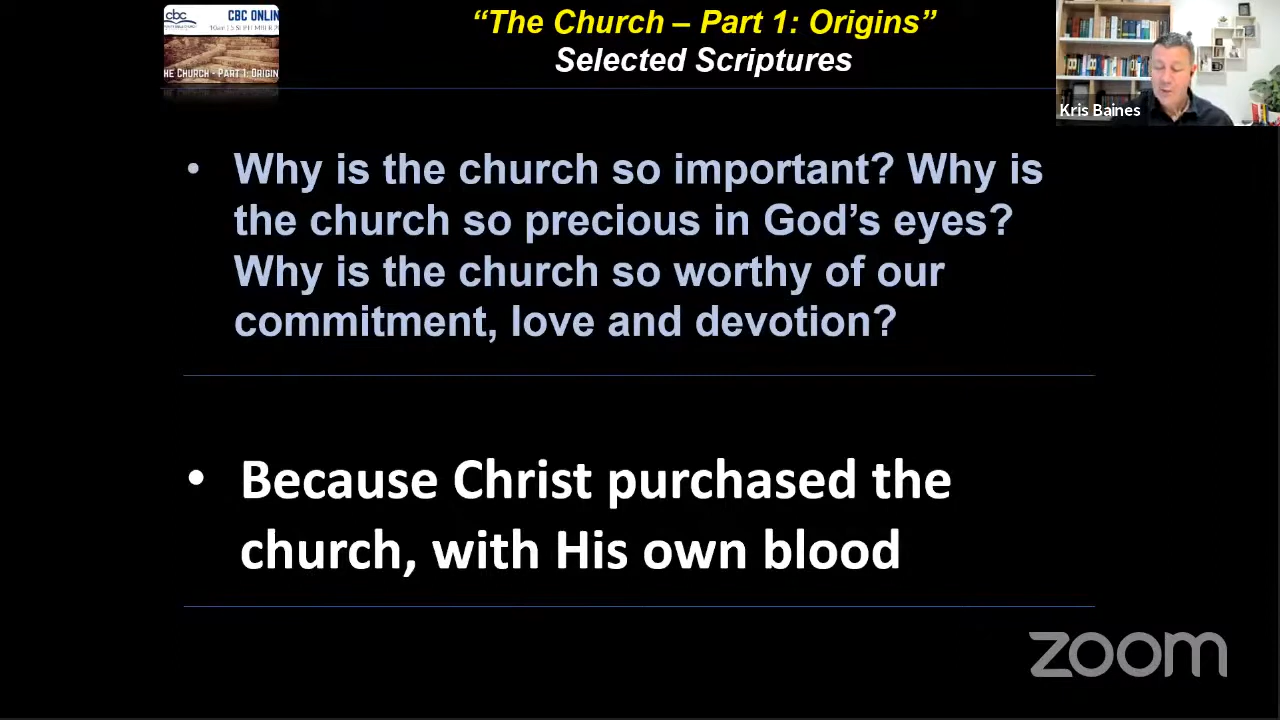 cbc
CBC ONLIN
“The Church – Part 1: Origins”
Selected Scriptures
HE CHURCH - PART 1: ORIGIN
Kris Baines
• Why is the church so important? Why is
the church so precious in God’s eyes?
Why is the church so worthy of our
commitment, love and devotion?
• Because Christ purchased the
church, with His own blood
zoom